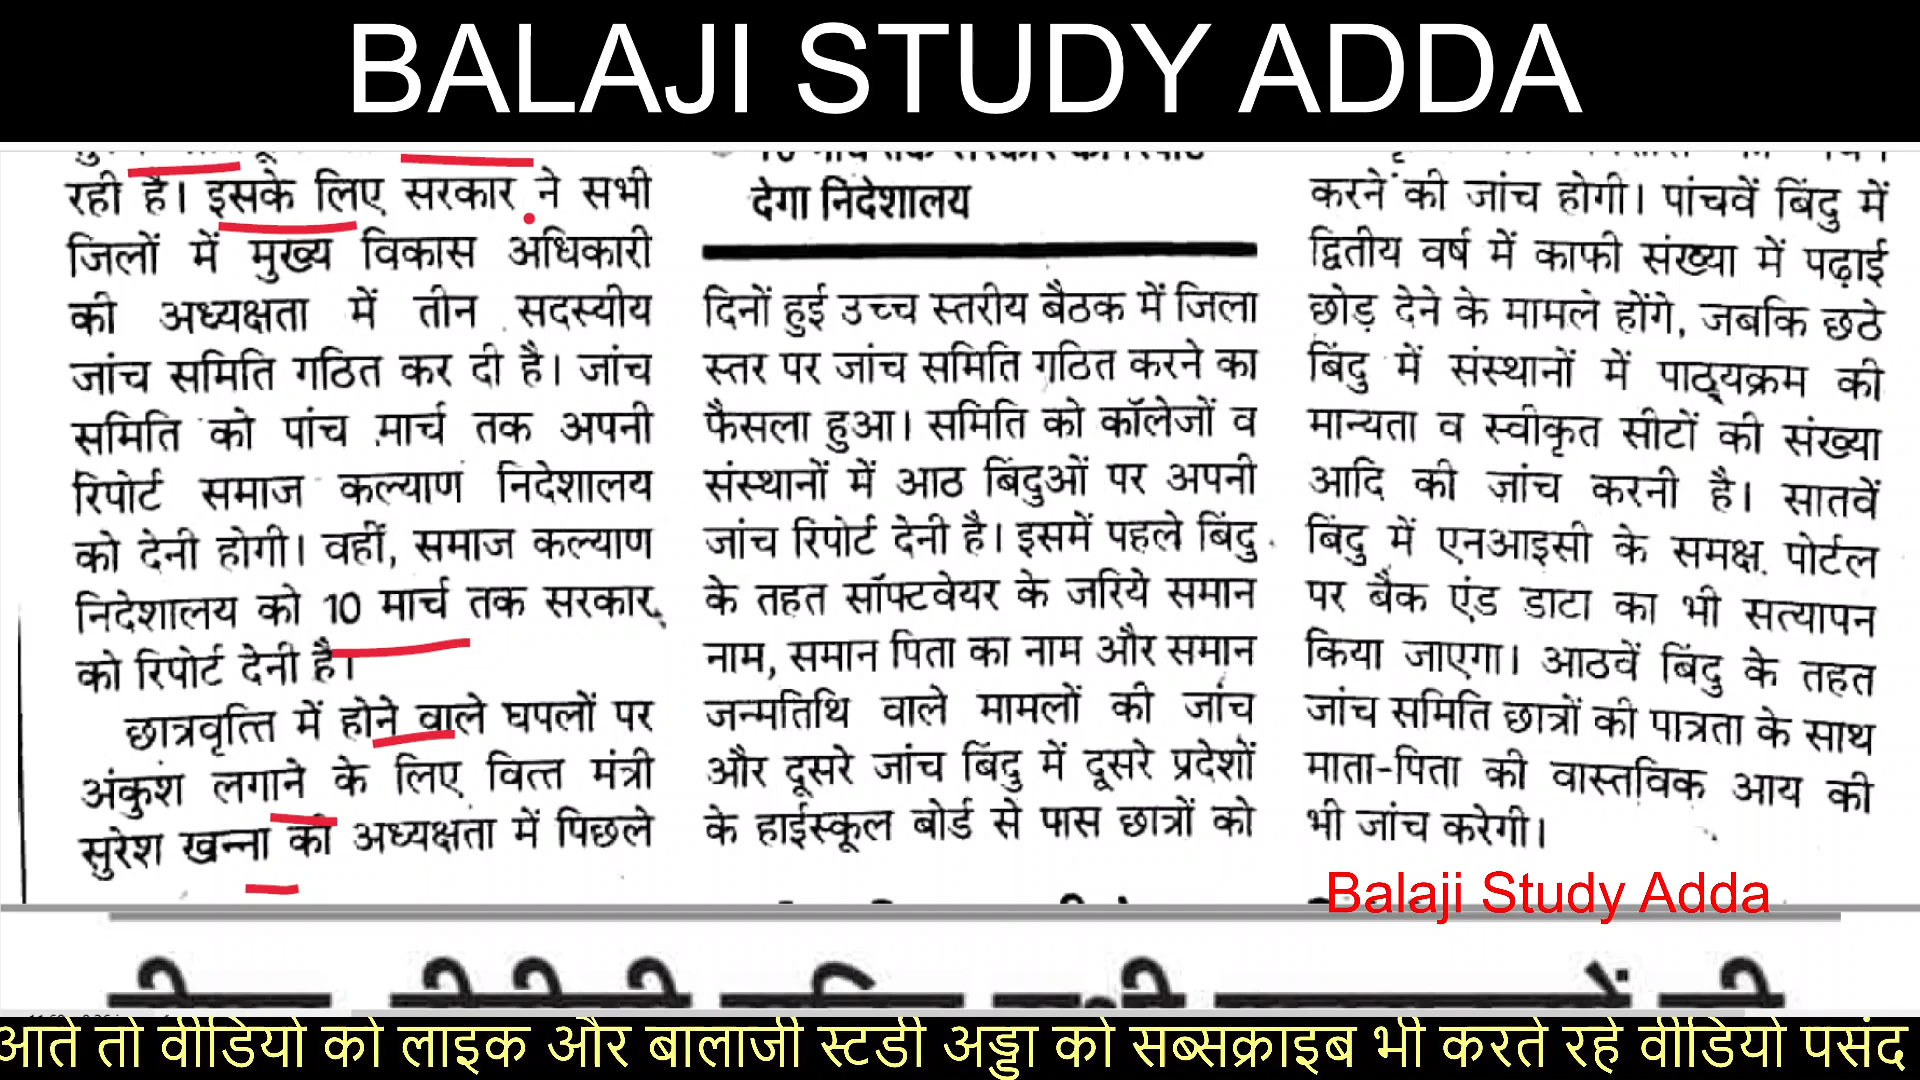 BALAJI STUDY ADDA
रही है। इसके लिए सरकार ने सभी
जिलों में मुख्य विकास अधिकारी
की अध्यक्षता में तीन सदस्यीय
जांच समिति गठित कर दी है। जांच
समिति को पांच मार्च तक अपनी
रिपोर्ट समाज कल्याण निदेशालय
को देनी होगी। वहीं, समाज कल्याण
निदेशालय को 10 मार्च तक सरकार
को रिपोर्ट देनी है।
छात्रवृत्ति में होने वाले घपलों पर
अंकुश लगाने के लिए वित्त मंत्री
सुरेश खन्ना की अध्यक्षता में पिछले
देगा निदेशालय
दिनों हुई उच्च स्तरीय बैठक में जिला
स्तर पर जांच समिति गठित करने का
फैसला हुआ। समिति को कॉलेजों व
संस्थानों में आठ बिंदुओं पर अपनी
जांच रिपोर्ट देनी है। इसमें पहले बिंदु
के तहत सॉफ्टवेयर के जरिये समान
नाम, समान पिता का नाम और समान
जन्मतिथि वाले मामलों की जांच
और दूसरे जांच बिंदु में दूसरे प्रदेशों
के हाईस्कूल बोर्ड से पास छात्रों को
करने की जांच होगी। पांचवें बिंदु में
द्वितीय वर्ष में काफी संख्या में पढ़ाई
छोड़ देने के मामले होंगे, जबकि छठे
बिंदु में संस्थानों में पाठ्यक्रम की
मान्यता व स्वीकृत सीटों की संख्या
आदि की जांच करनी है। सातवें
बिंदु में एनआइसी के समक्ष पोर्टल
पर बैक एंड डाटा का भी सत्यापन
किया जाएगा। आठवें बिंदु के तहत
जांच समिति छात्रों की पात्रता के साथ
माता-पिता की वास्तविक आय की
भी जांच करेगी।
Balaji Study Adda
आते तो वीडियो को लाइक और बालाजी स्टडी अड्डा को सब्सक्राइब भी करते रहे वीडियो पसंद